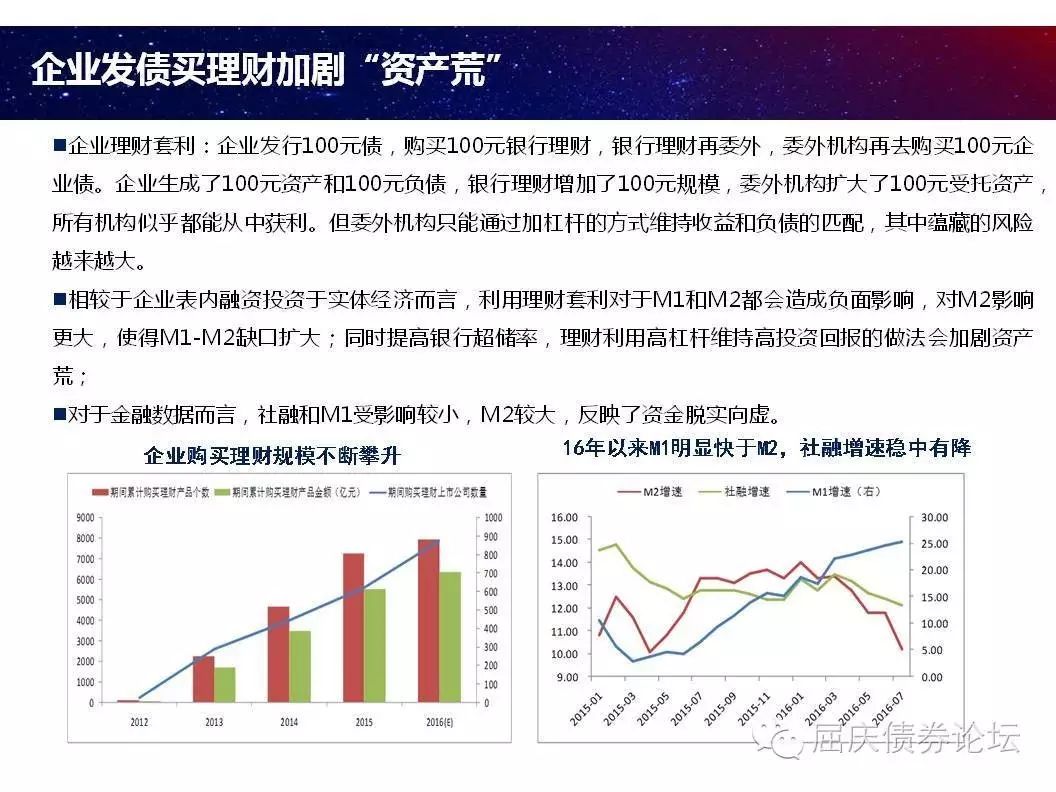 企业发债买理财加剧“资产荒”
■企业理财套利：企业发行100元债，购买100元银行理财，银行理财再委外，委外机构再去购买100元企
业债。企业生成了100元资产和100元负债，银行理财增加了100元规模，委外机构扩大了100元受托资产，
所有机构似乎都能从中获利。但委外机构只能通过加杠杆的方式维持收益和负债的匹配，其中蕴藏的风险
越来越大。
■相较于企业表内融资投资于实体经济而言，利用理财套利对于M1和M2都会造成负面影响，对M2影响
更大，使得M1-M2缺口扩大；同时提高银行超储率，理财利用高杠杆维持高投资回报的做法会加剧资产
荒；
■对于金融数据而言，社融和M1受影响较小，M2较大，反映了资金脱实向虚。
企业购买理财规模不断攀升
期间累计购买理财产品个数 期间累计购买理财产品金额（亿元） 期间购买理财上市公司数量
9000 1000
8000 900
7000 800
6000 700
5000 600
4000 500
3000 400
2000 300
1000 200
0 100
0
2012 2013 2014 2015 2016(E)
16年以来M1明显快于M2，社融增速稳中有降
M2增速 社融增速 M1增速（右）
16.00 30.00
15.00 25.00
14.00 20.00
13.00 15.00
12.00 10.00
11.00 5.00
10.00 0.00
9.00
2015-01 2015-03 2015-05 2015-07 2015-09 2015-11 2016-01 2016-03 2016-05 2016-07
屈庆债券论坛